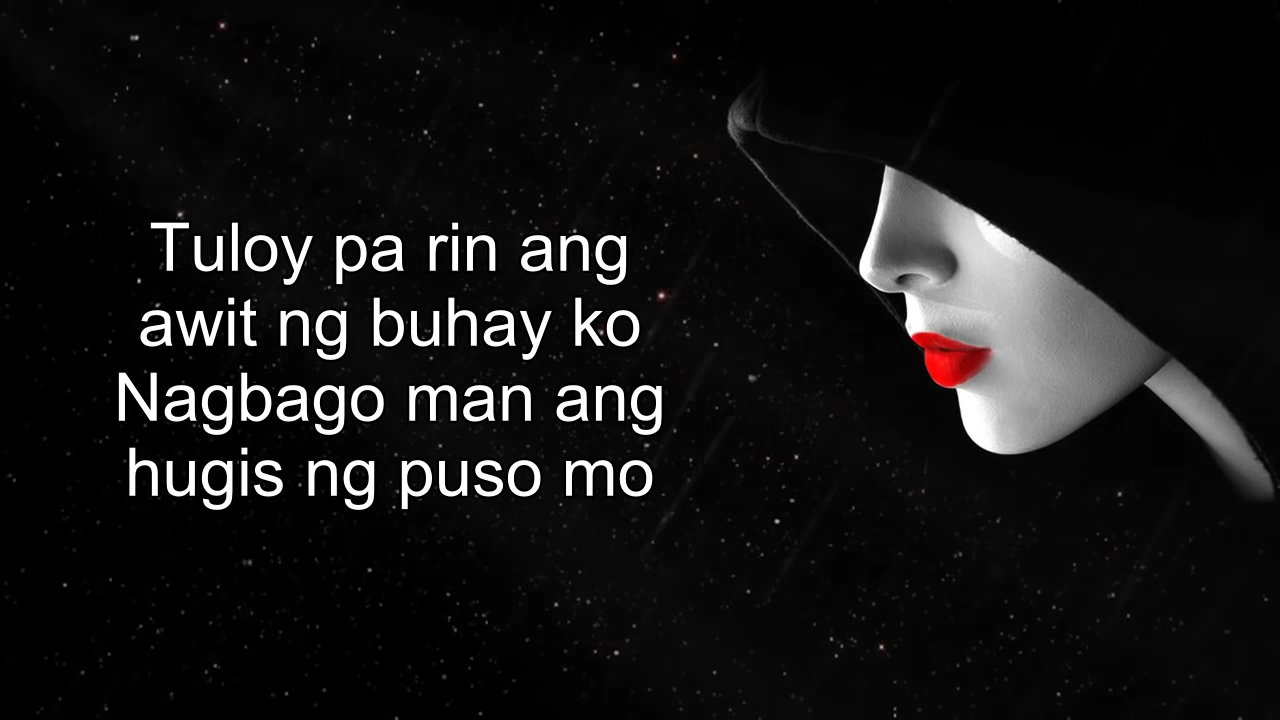 Tuloy pa rin ang
awit ng buhay ko
Nagbago man ang
hugis ng puso mo